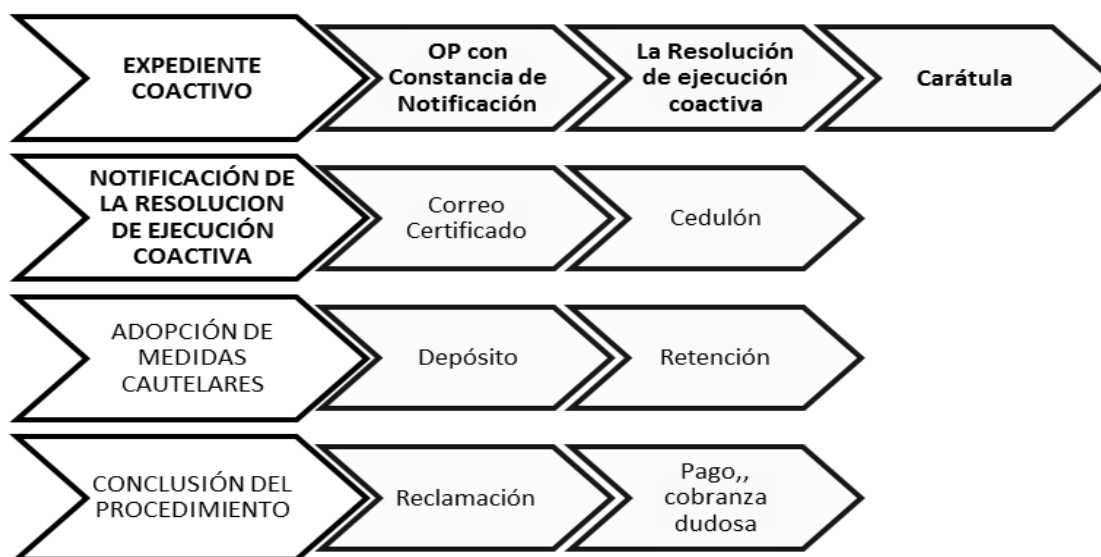 EXPEDIENTE
COACTIVO
OP con
Constancia de
Notificación
La Resolución
de ejecución
coactiva
Carátula
NOTIFICACIÓN DE
LA RESOLUCION
DE EJECUCIÓN
COACTIVA
Correo
Certificado
Cedulón
ADOPCIÓN DE
MEDIDAS
CAUTELARES
Depósito
Retención
CONCLUSIÓN DEL
PROCEDIMIENTO
Reclamación
Pago,,
cobranza
dudosa